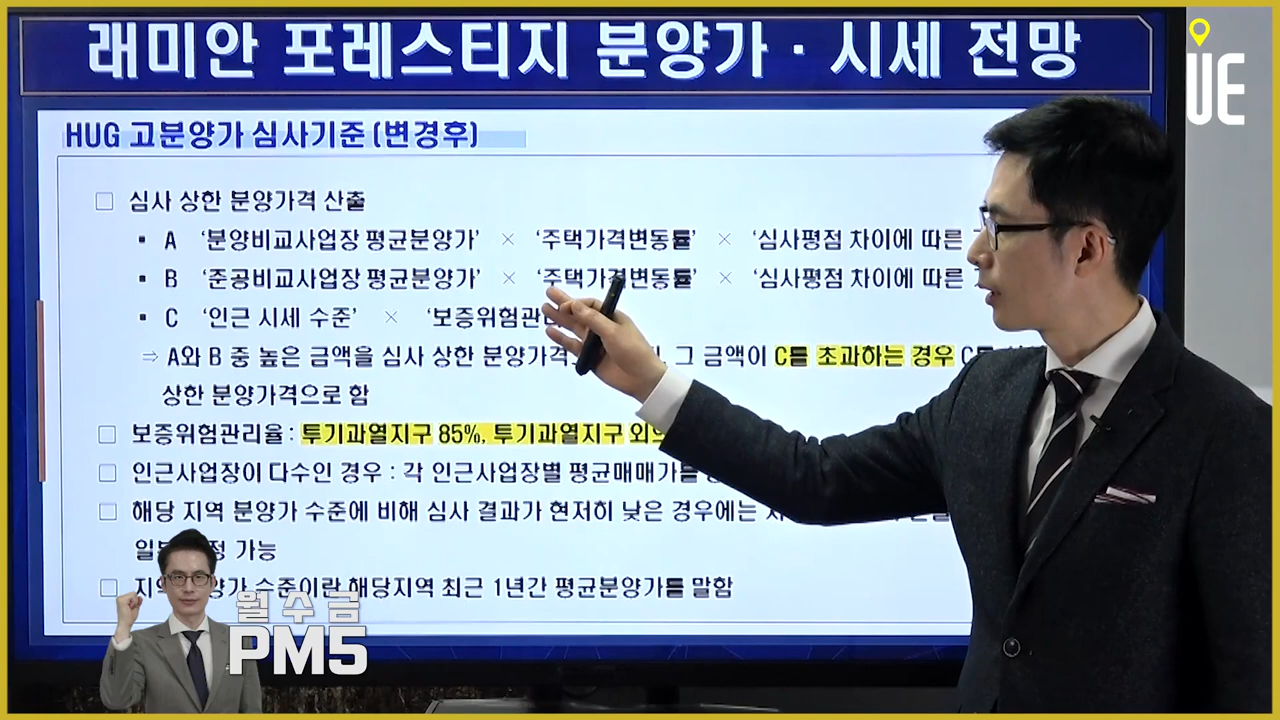 래미안 포레스티지 분양가 · 시세 전망
UE
HUG 고분양가 심사기준 (변경후)
□ 심사 상한 분양가격 산출
▪ A ‘분양비교사업장 평균분양가’ × ‘주택가격변동률’ × ‘심사평점 차이에 따른
▪ B ‘준공비교사업장 평균분양가’ × ‘주택가격변동률’ × ‘심사평점 차이에 따른
▪ C ‘인근 시세 수준’ × ‘보증위험관리
⇒ A와 B 중 높은 금액을 심사 상한 분양가격 그 금액이 C를 초과하는 경우 C를
상한 분양가격으로 함
□ 보증위험관리율 : 투기과열지구 85%, 투기과열지구 외의
□ 인근사업장이 다수인 경우 : 각 인근사업장별 평균매매가를
□ 해당 지역 분양가 수준에 비해 심사 결과가 현저히 낮은 경우에는
가능
□ 수준이란 해당지역 최근 1년간 평균분양가를 말함
월수금
PM5